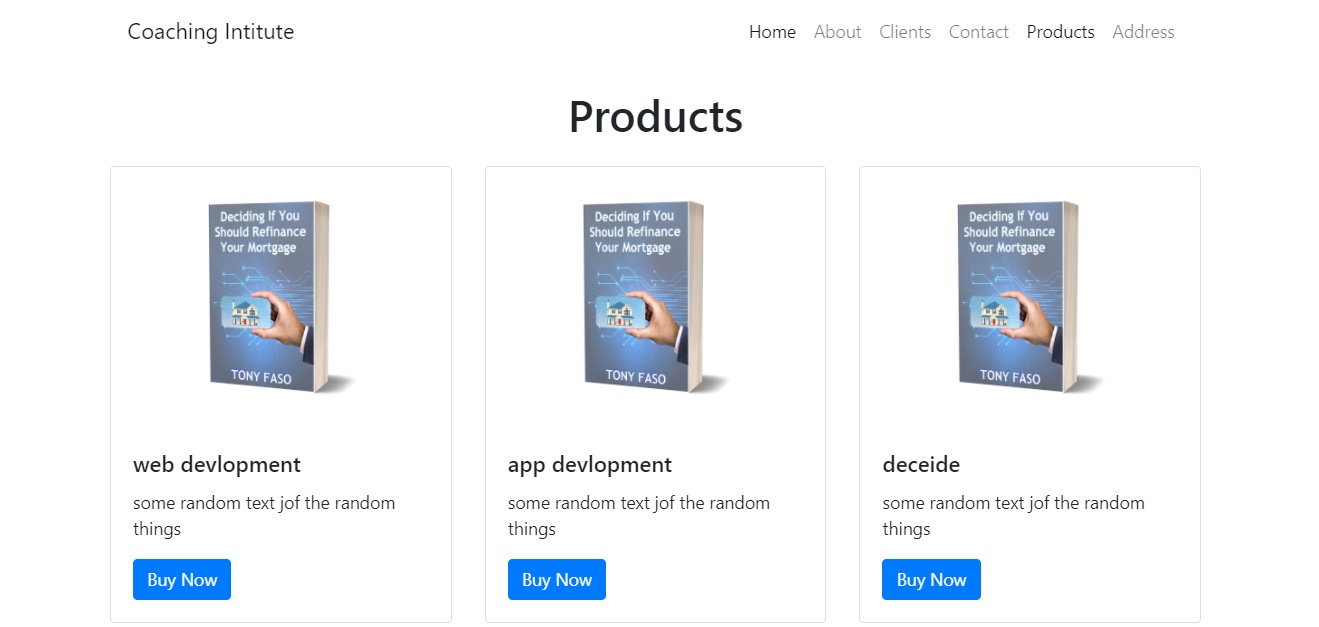 Coaching Intitute
Home About Clients Contact Products Address
Products
Deciding If You
Should Refinance
Your Mortgage
TONY FASO
Deciding If You
Should Refinance
Your Mortgage
TONY FASO
Deciding If You
Should Refinance
Your Mortgage
TONY FASO
web devlopment
some random text jof the random
things
Buy Now
app devlopment
some random text jof the random
things
Buy Now
deceide
some random text jof the random
things
Buy Now